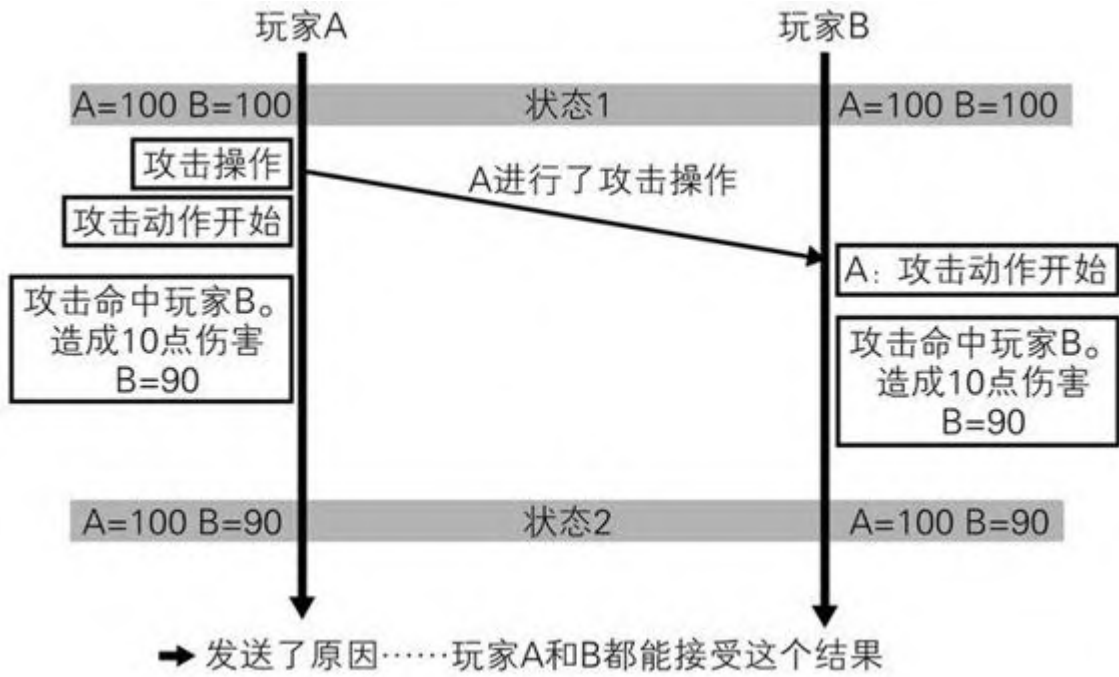 玩家A
玩家B
A=100 B=100
状态1
A=100 B=100
攻击操作
A进行了攻击操作
攻击动作开始
A：攻击动作开始
攻击命中玩家B。
造成10点伤害
B=90
攻击命中玩家B。
造成10点伤害
B=90
A=100 B=90
状态2
A=100 B=90
➡ 发送了原因……玩家A和B都能接受这个结果